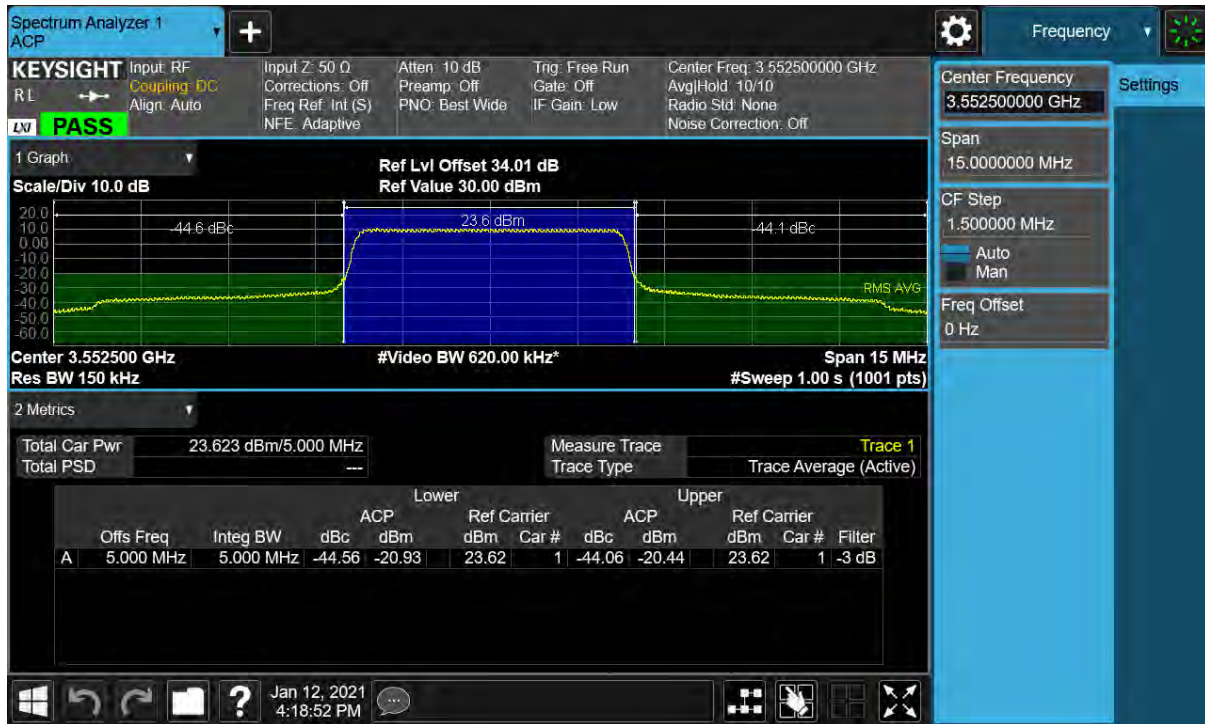 Spectrum Analyzer 1
ACP
+
Frequency
KEYSIGHT
RL
LXI
PASS
Input: RF
Coupling: DC
Align: Auto
Input Z: 50 Ω
Corrections: Off
Freq Ref: Int (S)
NFE: Adaptive
Atten: 10 dB
Preamp: Off
PNO: Best Wide
Trig: Free Run
Gate: Off
IF Gain: Low
Center Freq: 3.552500000 GHz
Avg|Hold: 10/10
Radio Std: None
Noise Correction: Off
1 Graph
Scale/Div 10.0 dB
Ref Lvl Offset 34.01 dB
Ref Value 30.00 dBm
20.0
10.0
0.00
-10.0
-20.0
-30.0
-40.0
-50.0
-60.0
-44.6 dBc
23.6 dBm
-44.1 dBc
RMS AVG
Center 3.552500 GHz
Res BW 150 kHz
#Video BW 620.00 kHz*
Span 15 MHz
#Sweep 1.00 s (1001 pts)
2 Metrics
Total Car Pwr 23.623 dBm/5.000 MHz
Total PSD ---
Measure Trace Trace 1
Trace Type Trace Average (Active)
Lower Upper
ACP Ref Carrier ACP Ref Carrier
Offs Freq Integ BW dBc dBm dBm Car # dBc dBm dBm Car # Filter
A 5.000 MHz 5.000 MHz -44.56 -20.93 23.62 1 -44.06 -20.44 23.62 1 -3 dB
Center Frequency
3.552500000 GHz
Settings
Span
15.0000000 MHz
CF Step
1.500000 MHz
Auto
Man
Freq Offset
0 Hz
?
Jan 12, 2021
4:18:52 PM